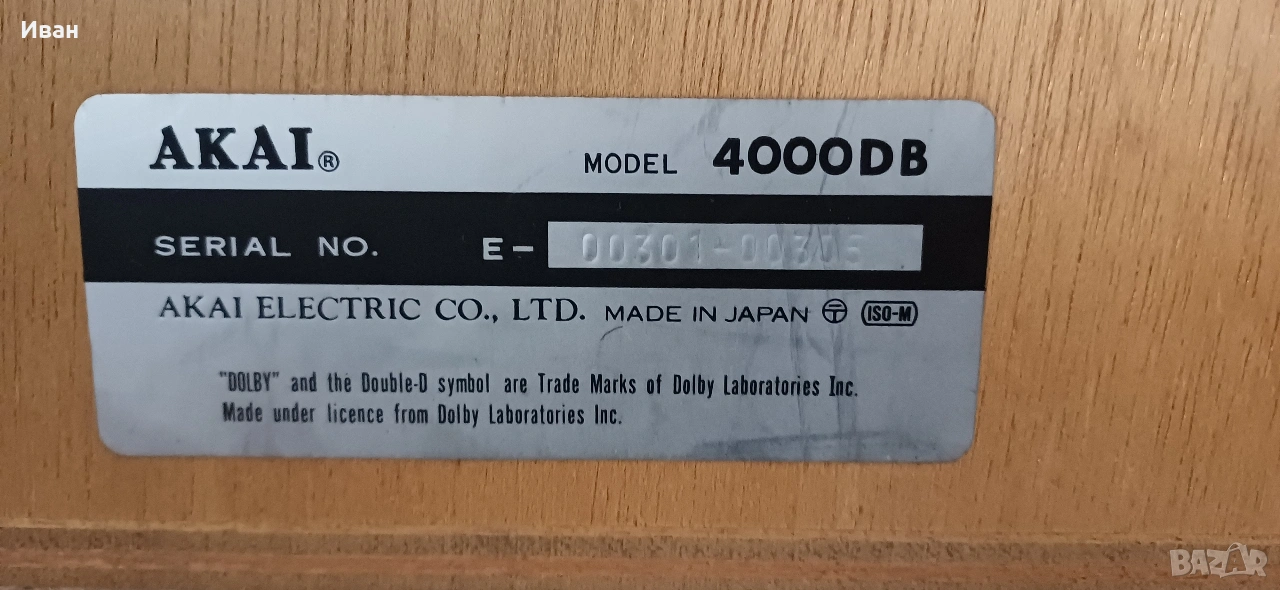 Иван
AKAI®
MODEL 4000DB
SERIAL NO. E- 00301-00305
AKAI ELECTRIC CO., LTD. MADE IN JAPAN Ⓣ ISO-M
"DOLBY" and the Double-D symbol are Trade Marks of Dolby Laboratories Inc.
Made under licence from Dolby Laboratories Inc.
BAZAR